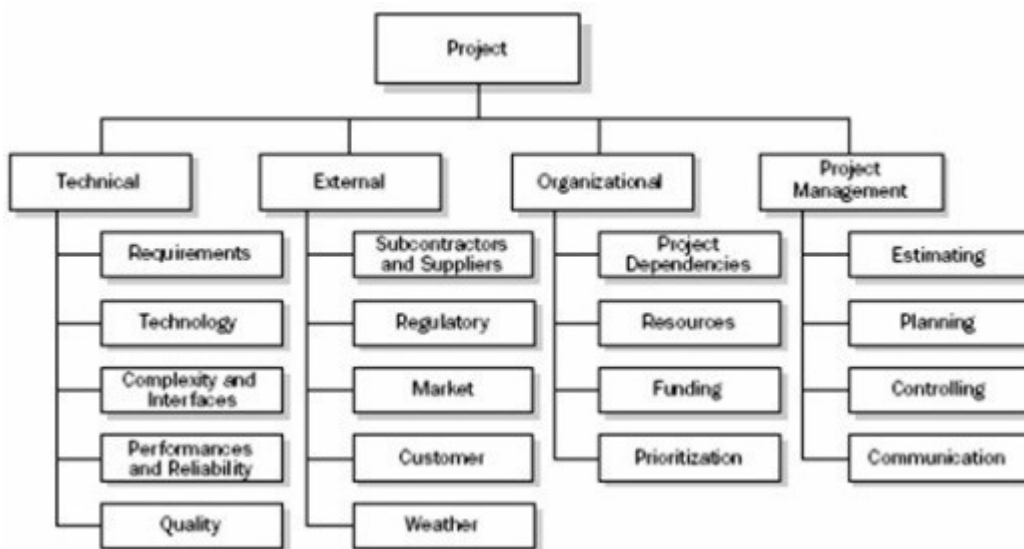 Project
Technical
External
Organizational
Project
Management
Requirements
Technology
Complexity and
Interfaces
Performances
and Reliability
Quality
Subcontractors
and Suppliers
Regulatory
Market
Customer
Weather
Project
Dependencies
Resources
Funding
Prioritization
Estimating
Planning
Controlling
Communication